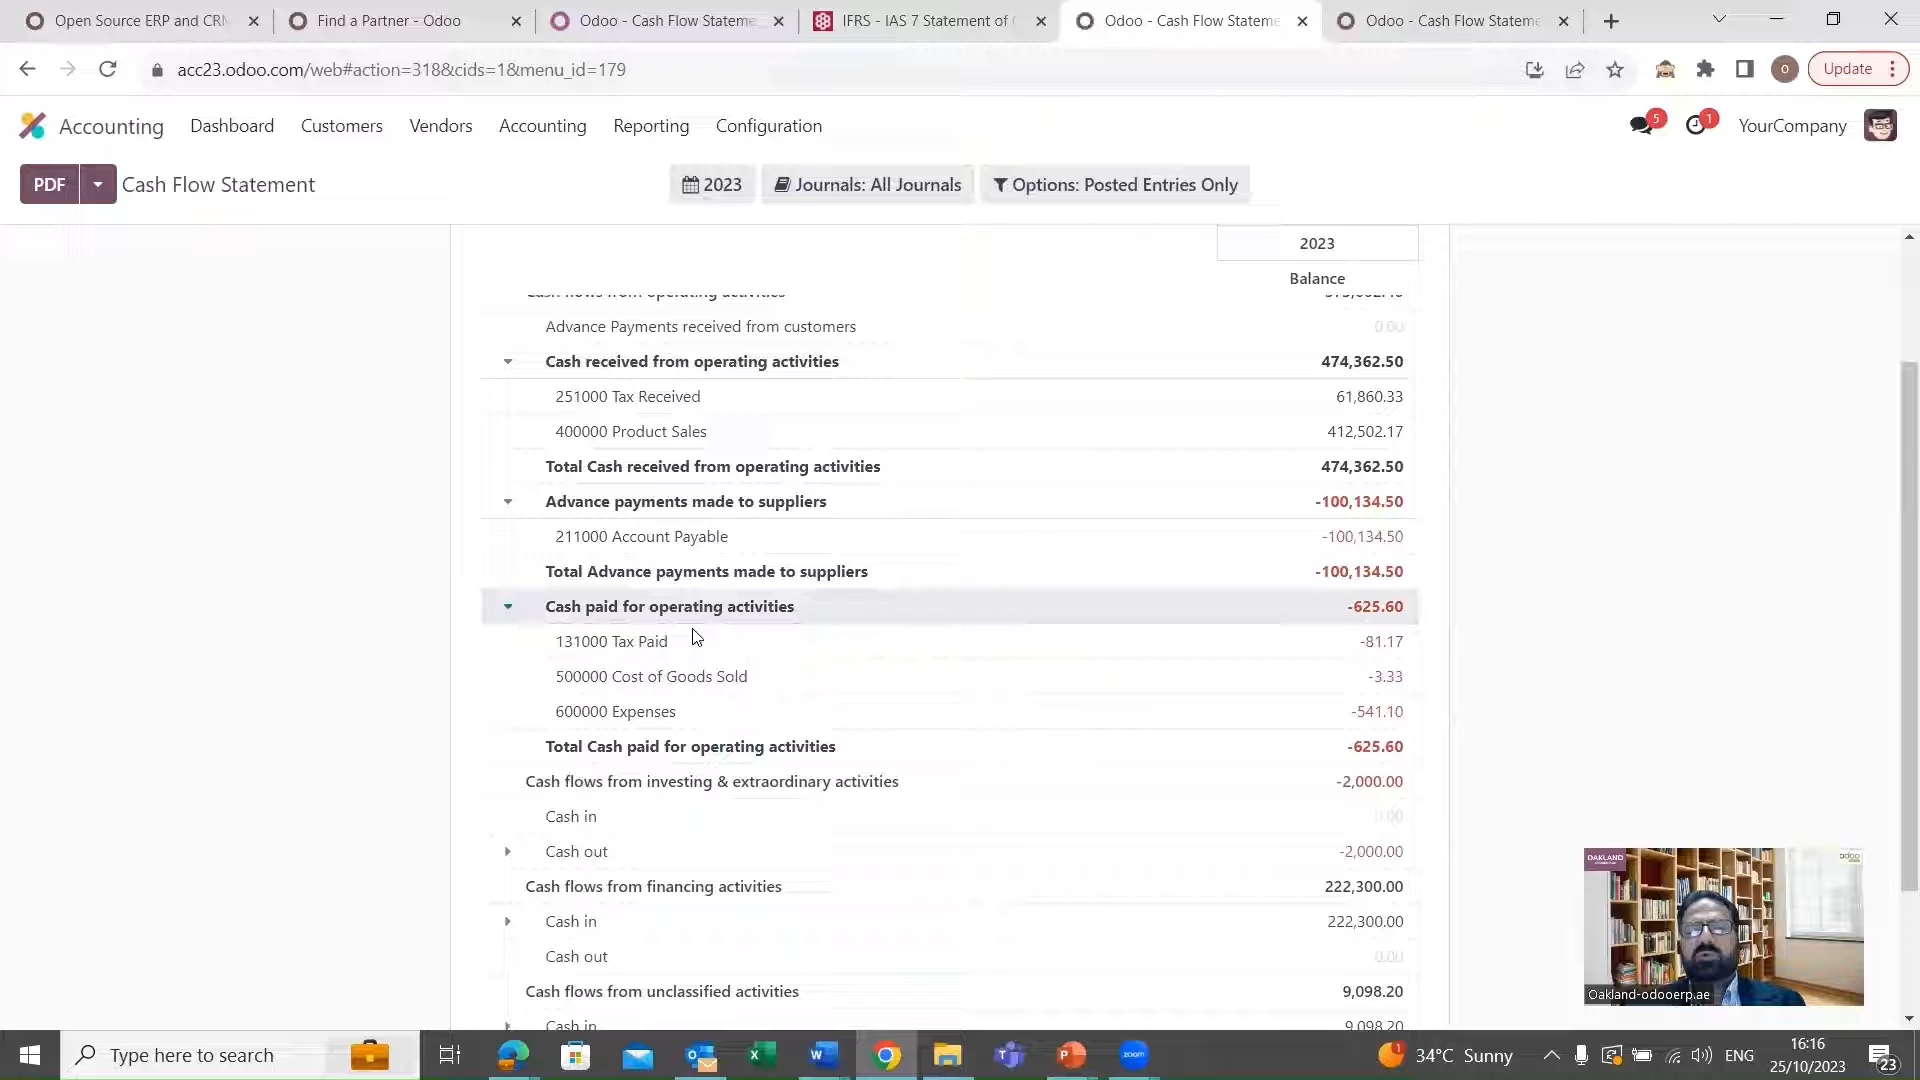 Open Source ERP and CRM
Find a Partner - Odoo
Odoo - Cash Flow Stateme
IFRS - IAS 7 Statement of
Odoo - Cash Flow Stateme
Odoo - Cash Flow Stateme
acc23.odoo.com/web#action=318&cids=1&menu_id=179
O
Update
Accounting
Dashboard
Customers
Vendors
Accounting
Reporting
Configuration
5
1
YourCompany
PDF
Cash Flow Statement
2023
Journals: All Journals
Options: Posted Entries Only
2023
Balance
Cash flows from operating activities
Advance Payments received from customers 0.00
Cash received from operating activities 474,362.50
251000 Tax Received 61,860.33
400000 Product Sales 412,502.17
Total Cash received from operating activities 474,362.50
Advance payments made to suppliers -100,134.50
211000 Account Payable -100,134.50
Total Advance payments made to suppliers -100,134.50
Cash paid for operating activities -625.60
131000 Tax Paid -81.17
500000 Cost of Goods Sold -3.33
600000 Expenses -541.10
Total Cash paid for operating activities -625.60
Cash flows from investing & extraordinary activities -2,000.00
Cash in 0.00
Cash out -2,000.00
Cash flows from financing activities 222,300.00
Cash in 222,300.00
Cash out 0.00
Cash flows from unclassified activities 9,098.20
Cash in 9,098.20
OAKLAND
odoo
Oakland-odooerp.ae
Type here to search
zoom
1
34°C Sunny
ENG
16:16
25/10/2023
23